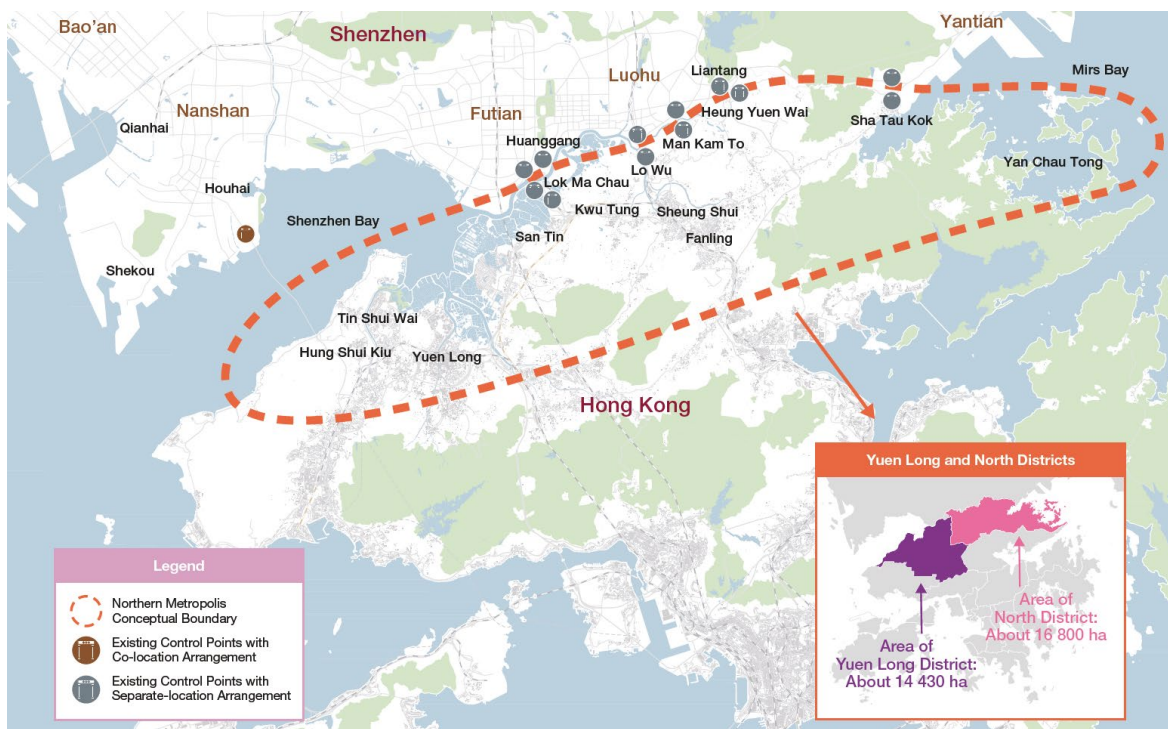 Bao'an
Shenzhen
Yantian
Liantang
Luohu
Mirs Bay
Nanshan
Futian
Heung Yuen Wai
Qianhai
Sha Tau Kok
Huanggang
Man Kam To
Yan Chau Tong
Lo Wu
Houhai
Lok Ma Chau
Kwu Tung
Sheung Shui
Shenzhen Bay
San Tin
Fanling
Shekou
Tin Shui Wai
Hung Shui Kiu
Yuen Long
Hong Kong
Legend
Northern Metropolis
Conceptual Boundary
Existing Control Points with
Co-location Arrangement
Existing Control Points with
Separate-location Arrangement
Yuen Long and North Districts
Area of
North District:
About 16 800 ha
Area of
Yuen Long District:
About 14 430 ha